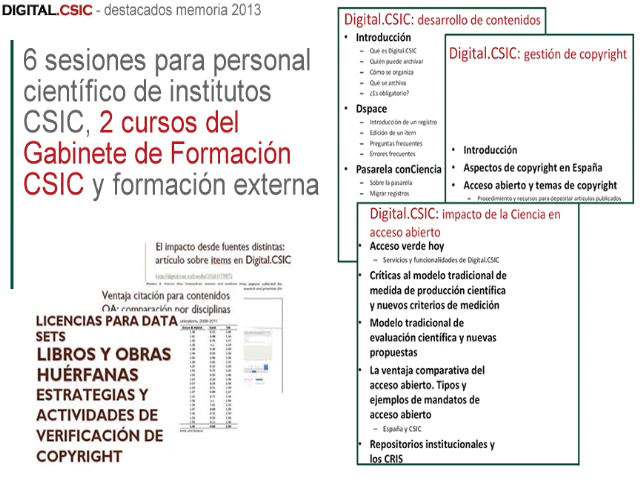 DIGITAL.CSIC - destacados memoria 2013
6 sesiones para personal
científico de institutos
CSIC, 2 cursos del
Gabinete de Formación
CSIC y formación externa
Digital.CSIC: desarrollo de contenidos
• Introducción
– Qué es Digital.CSIC
– Quién puede archivar
– Cómo se organiza
– Qué se archiva
– ¿Es obligatorio?
• Dspace
– Introducción de un registro
– Edición de un item
– Preguntas frecuentes
– Errores frecuentes
• Pasarela conCiencia
– Sobre la pasarela
– Migrar registros
Digital.CSIC: gestión de copyright
• Introducción
• Aspectos de copyright en España
• Acceso abierto y temas de copyright
– Procedimiento y recursos para depositar artículos publicados
Digital.CSIC: impacto de la Ciencia en
acceso abierto
• Acceso verde hoy
– Servicios y funcionalidades de Digital.CSIC
• Críticas al modelo tradicional de
medida de producción científica
y nuevos criterios de medición
• Modelo tradicional de
evaluación científica y nuevas
propuestas
• La ventaja comparativa del
acceso abierto. Tipos y
ejemplos de mandatos de
acceso abierto
– España y CSIC
• Repositorios institucionales y
los CRIS
El impacto desde fuentes distintas:
artículo sobre items en Digital.CSIC
Ventaja citación para contenidos
OA: comparación por disciplinas
LICENCIAS PARA DATA
SETS
LIBROS Y OBRAS
HUÉRFANAS
ESTRATEGIAS Y
ACTIVIDADES DE
VERIFICACIÓN DE
COPYRIGHT